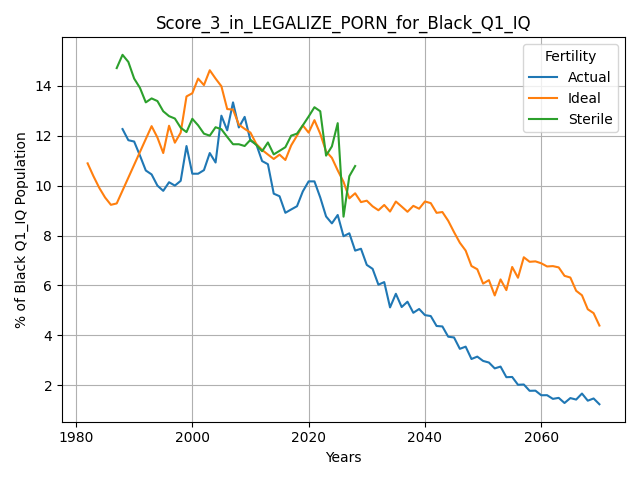 Score_3_in_LEGALIZE_PORN_for_Black_Q1_IQ
% of Black Q1_IQ Population
14
12
10
8
6
4
2
Fertility
Actual
Ideal
Sterile
1980 2000 2020 2040 2060
Years